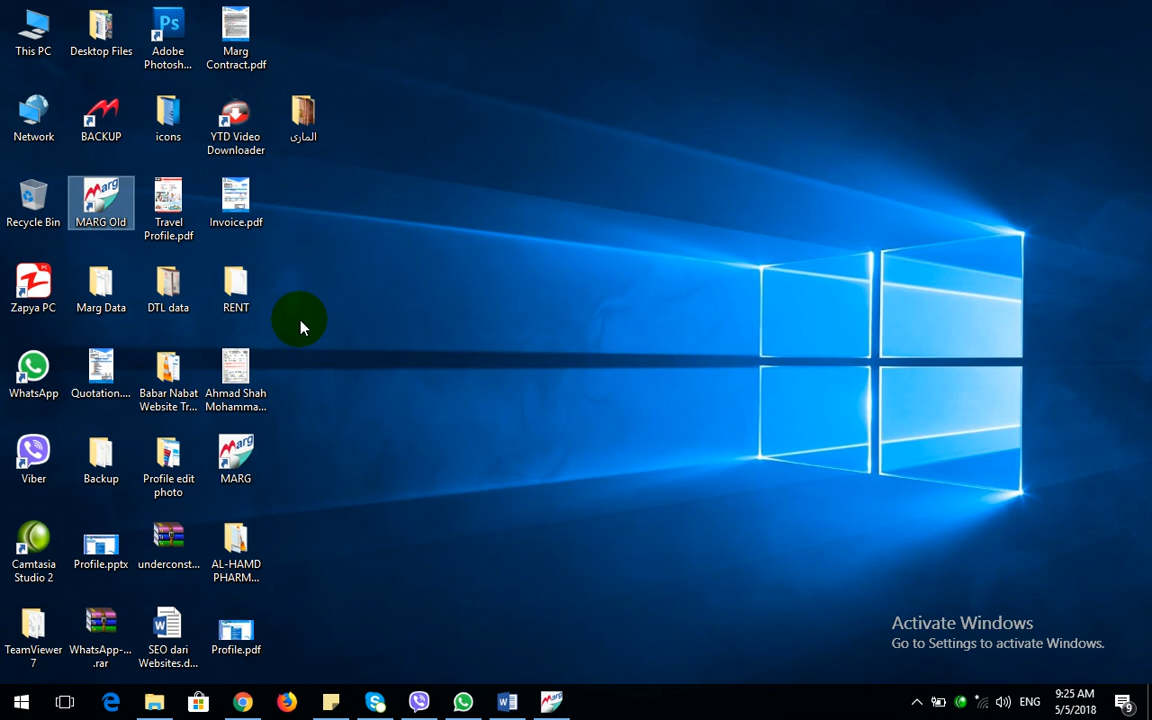 This PC
Desktop Files
Adobe
Photosh...
Marg
Contract.pdf
Network
BACKUP
icons
YTD Video
Downloader
الماری
Recycle Bin
MARG Old
Travel
Profile.pdf
Invoice.pdf
Zapya PC
Marg Data
DTL data
RENT
WhatsApp
Quotation....
Babar Nabat
Website Tr...
Ahmad Shah
Mohamma...
Viber
Backup
Profile edit
photo
MARG
Camtasia
Studio 2
Profile.pptx
underconst...
AL-HAMD
PHARM...
TeamViewer
7
WhatsApp-...
.rar
SEO dari
Websites.d...
Profile.pdf
Activate Windows
Go to Settings to activate Windows.
ENG
9:25 AM
5/5/2018
9